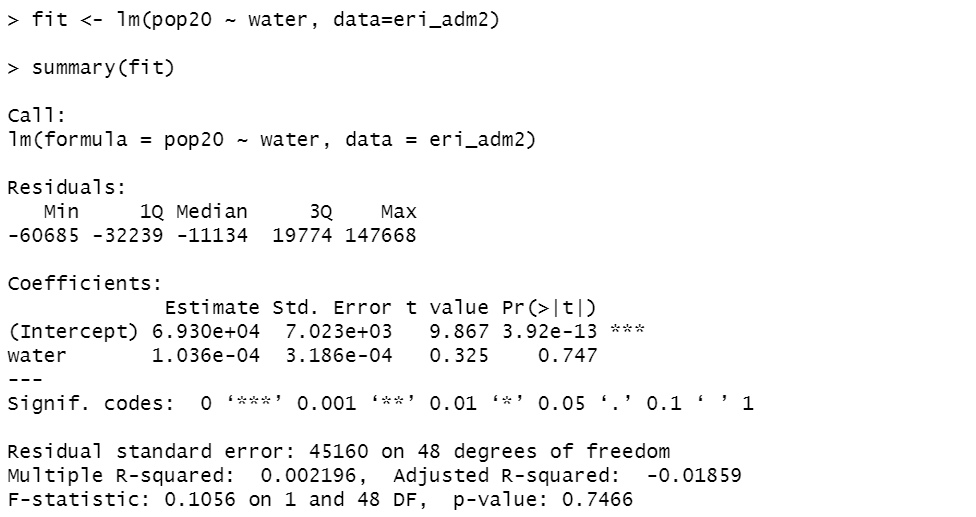 > fit <- lm(pop20 ~ water, data=eri_adm2)
> summary(fit)
Call:
lm(formula = pop20 ~ water, data = eri_adm2)
Residuals:
   Min     1Q Median     3Q    Max
-60685 -32239 -11134  19774 147668
Coefficients:
             Estimate Std. Error t value Pr(>|t|)
(Intercept) 6.930e+04  7.023e+03   9.867 3.92e-13 ***
water       1.036e-04  3.186e-04   0.325    0.747
---
Signif. codes:  0 ‘***’ 0.001 ‘**’ 0.01 ‘*’ 0.05 ‘.’ 0.1 ‘ ’ 1
Residual standard error: 45160 on 48 degrees of freedom
Multiple R-squared:  0.002196,	Adjusted R-squared:  -0.01859
F-statistic: 0.1056 on 1 and 48 DF,  p-value: 0.7466